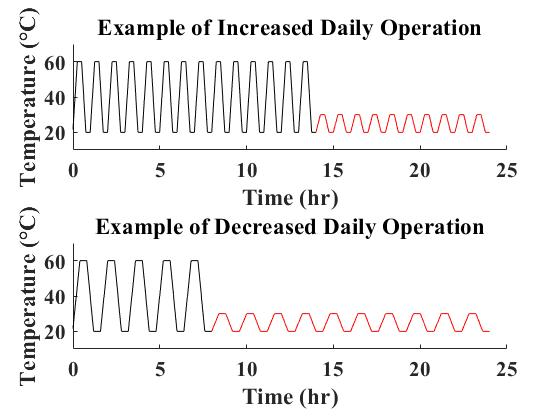 Example of Increased Daily Operation
Temperature (°C)
60
40
20
0 5 10 15 20 25
Time (hr)
Example of Decreased Daily Operation
Temperature (°C)
60
40
20
0 5 10 15 20 25
Time (hr)